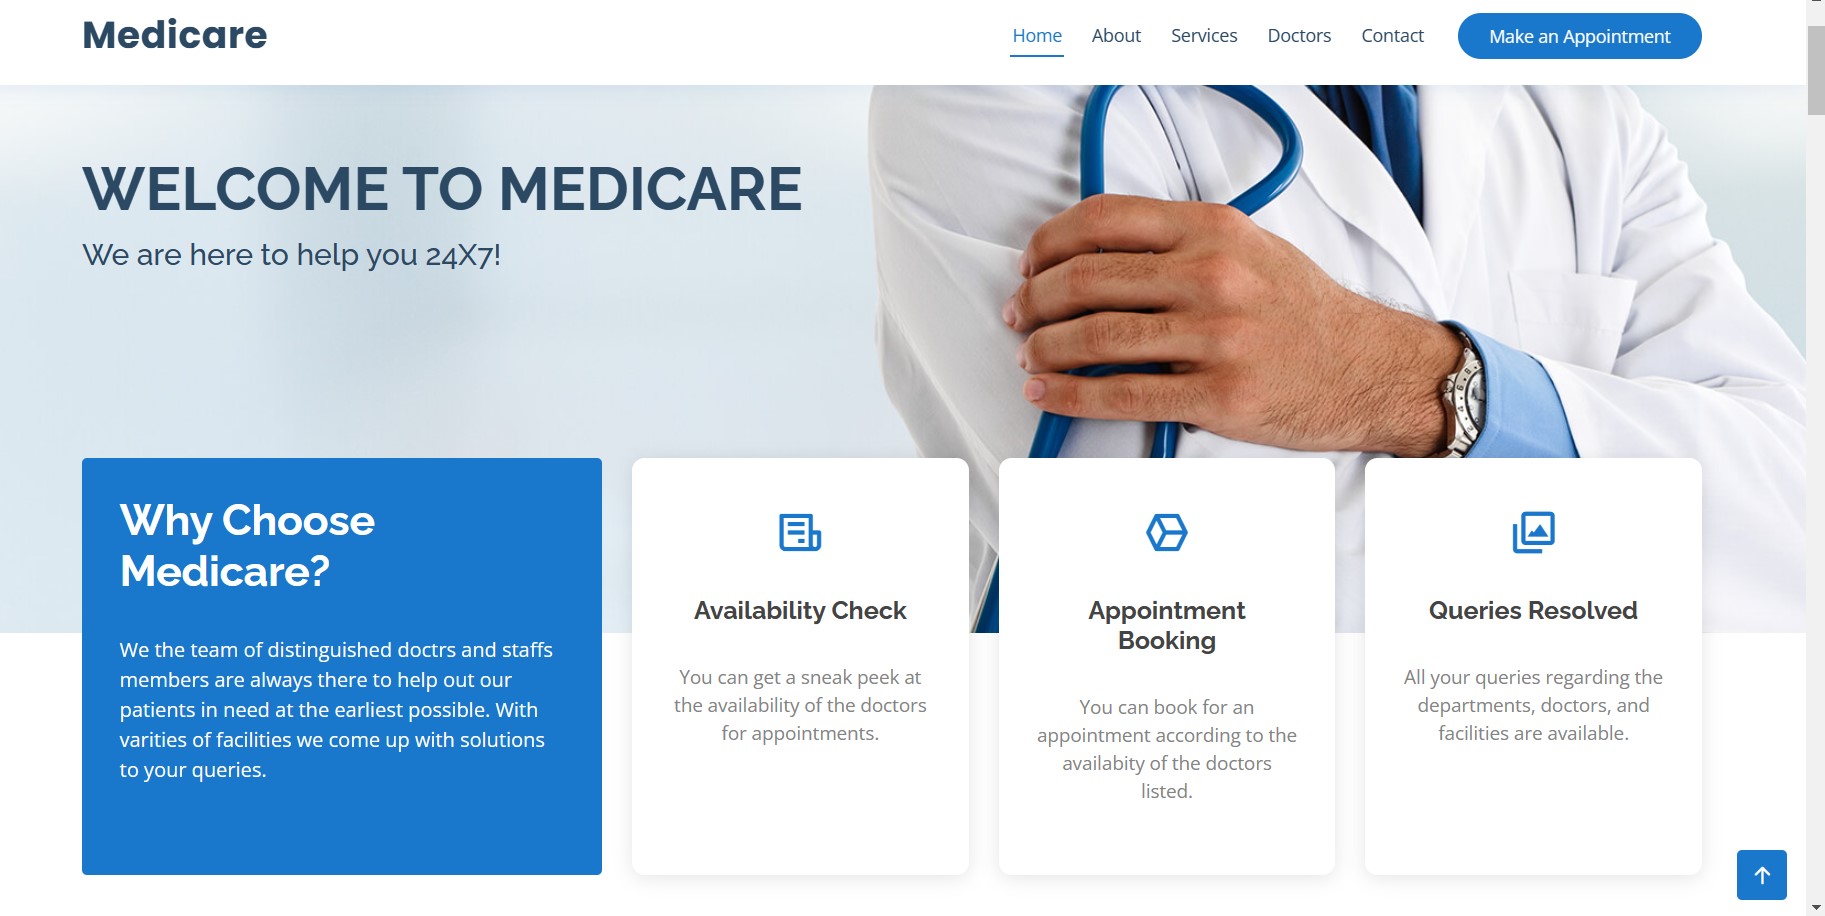 Medicare
Home About Services Doctors Contact Make an Appointment
WELCOME TO MEDICARE
We are here to help you 24X7!
Why Choose
Medicare?
We the team of distinguished doctrs and staffs
members are always there to help out our
patients in need at the earliest possible. With
varities of facilities we come up with solutions
to your queries.
Availability Check
You can get a sneak peek at
the availability of the doctors
for appointments.
Appointment
Booking
You can book for an
appointment according to the
availabity of the doctors
listed.
Queries Resolved
All your queries regarding the
departments, doctors, and
facilities are available.